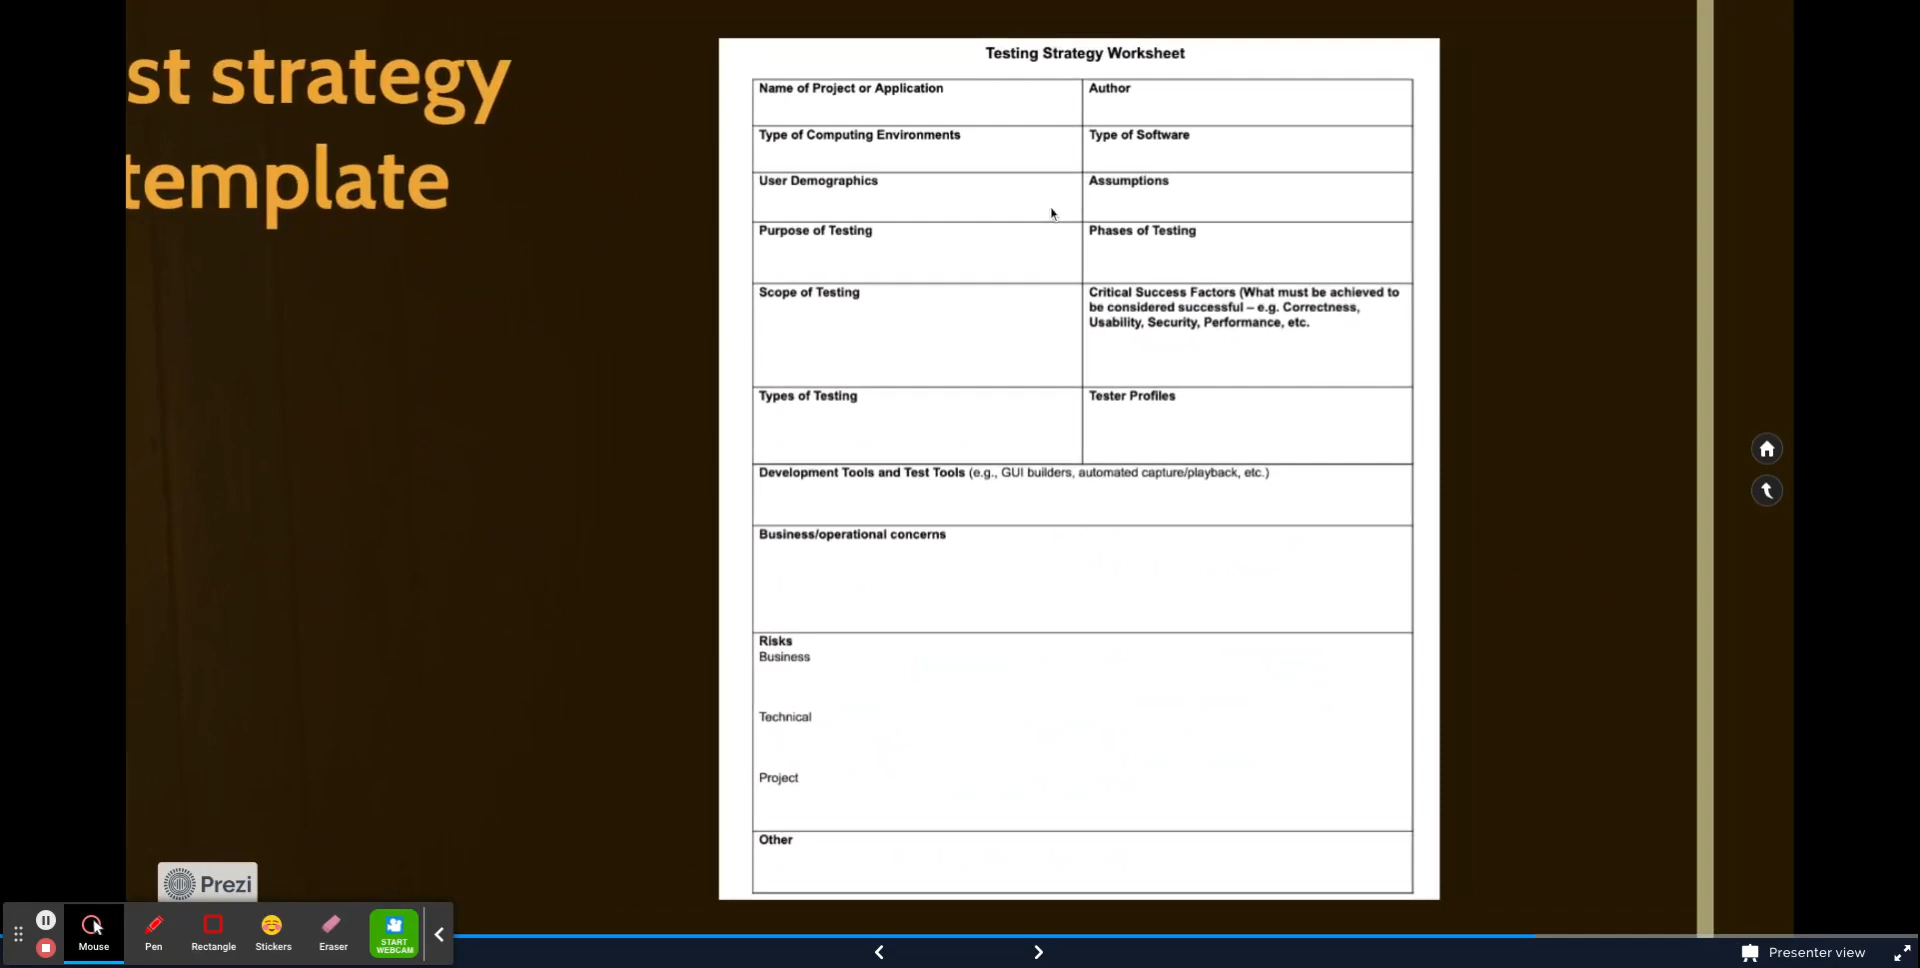 st strategy
template
Testing Strategy Worksheet
Name of Project or Application
Author
Type of Computing Environments
Type of Software
User Demographics
Assumptions
Purpose of Testing
Phases of Testing
Scope of Testing
Critical Success Factors (What must be achieved to
be considered successful – e.g. Correctness,
Usability, Security, Performance, etc.
Types of Testing
Tester Profiles
Development Tools and Test Tools (e.g., GUI builders, automated capture/playback, etc.)
Business/operational concerns
Risks
Business
Technical
Project
Other
Prezi
Mouse
Pen
Rectangle
Stickers
Eraser
START
WEBCAM
Presenter view